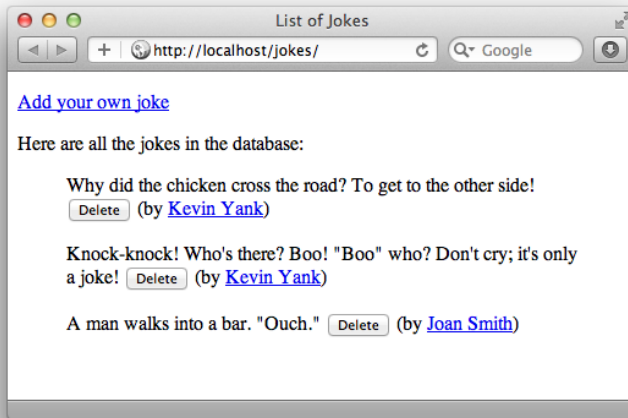 List of Jokes
http://localhost/jokes/
Google
Add your own joke
Here are all the jokes in the database:
Why did the chicken cross the road? To get to the other side!
Delete (by Kevin Yank)
Knock-knock! Who's there? Boo! "Boo" who? Don't cry; it's only
a joke! Delete (by Kevin Yank)
A man walks into a bar. "Ouch." Delete (by Joan Smith)